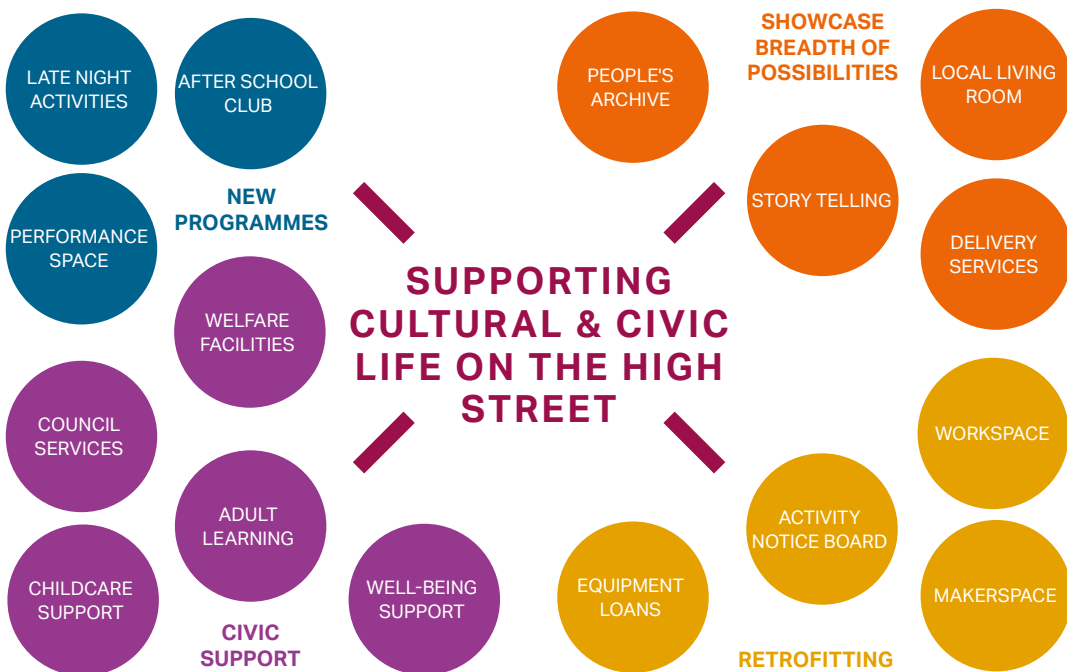 LATE NIGHT
ACTIVITIES
AFTER SCHOOL
CLUB
NEW
PROGRAMMES
PERFORMANCE
SPACE
PEOPLE'S
ARCHIVE
SHOWCASE
BREADTH OF
POSSIBILITIES
LOCAL LIVING
ROOM
STORY TELLING
DELIVERY
SERVICES
SUPPORTING
CULTURAL & CIVIC
LIFE ON THE HIGH
STREET
WELFARE
FACILITIES
COUNCIL
SERVICES
ADULT
LEARNING
CHILDCARE
SUPPORT
WELL-BEING
SUPPORT
CIVIC
SUPPORT
WORKSPACE
ACTIVITY
NOTICE BOARD
EQUIPMENT
LOANS
MAKERSPACE
RETROFITTING